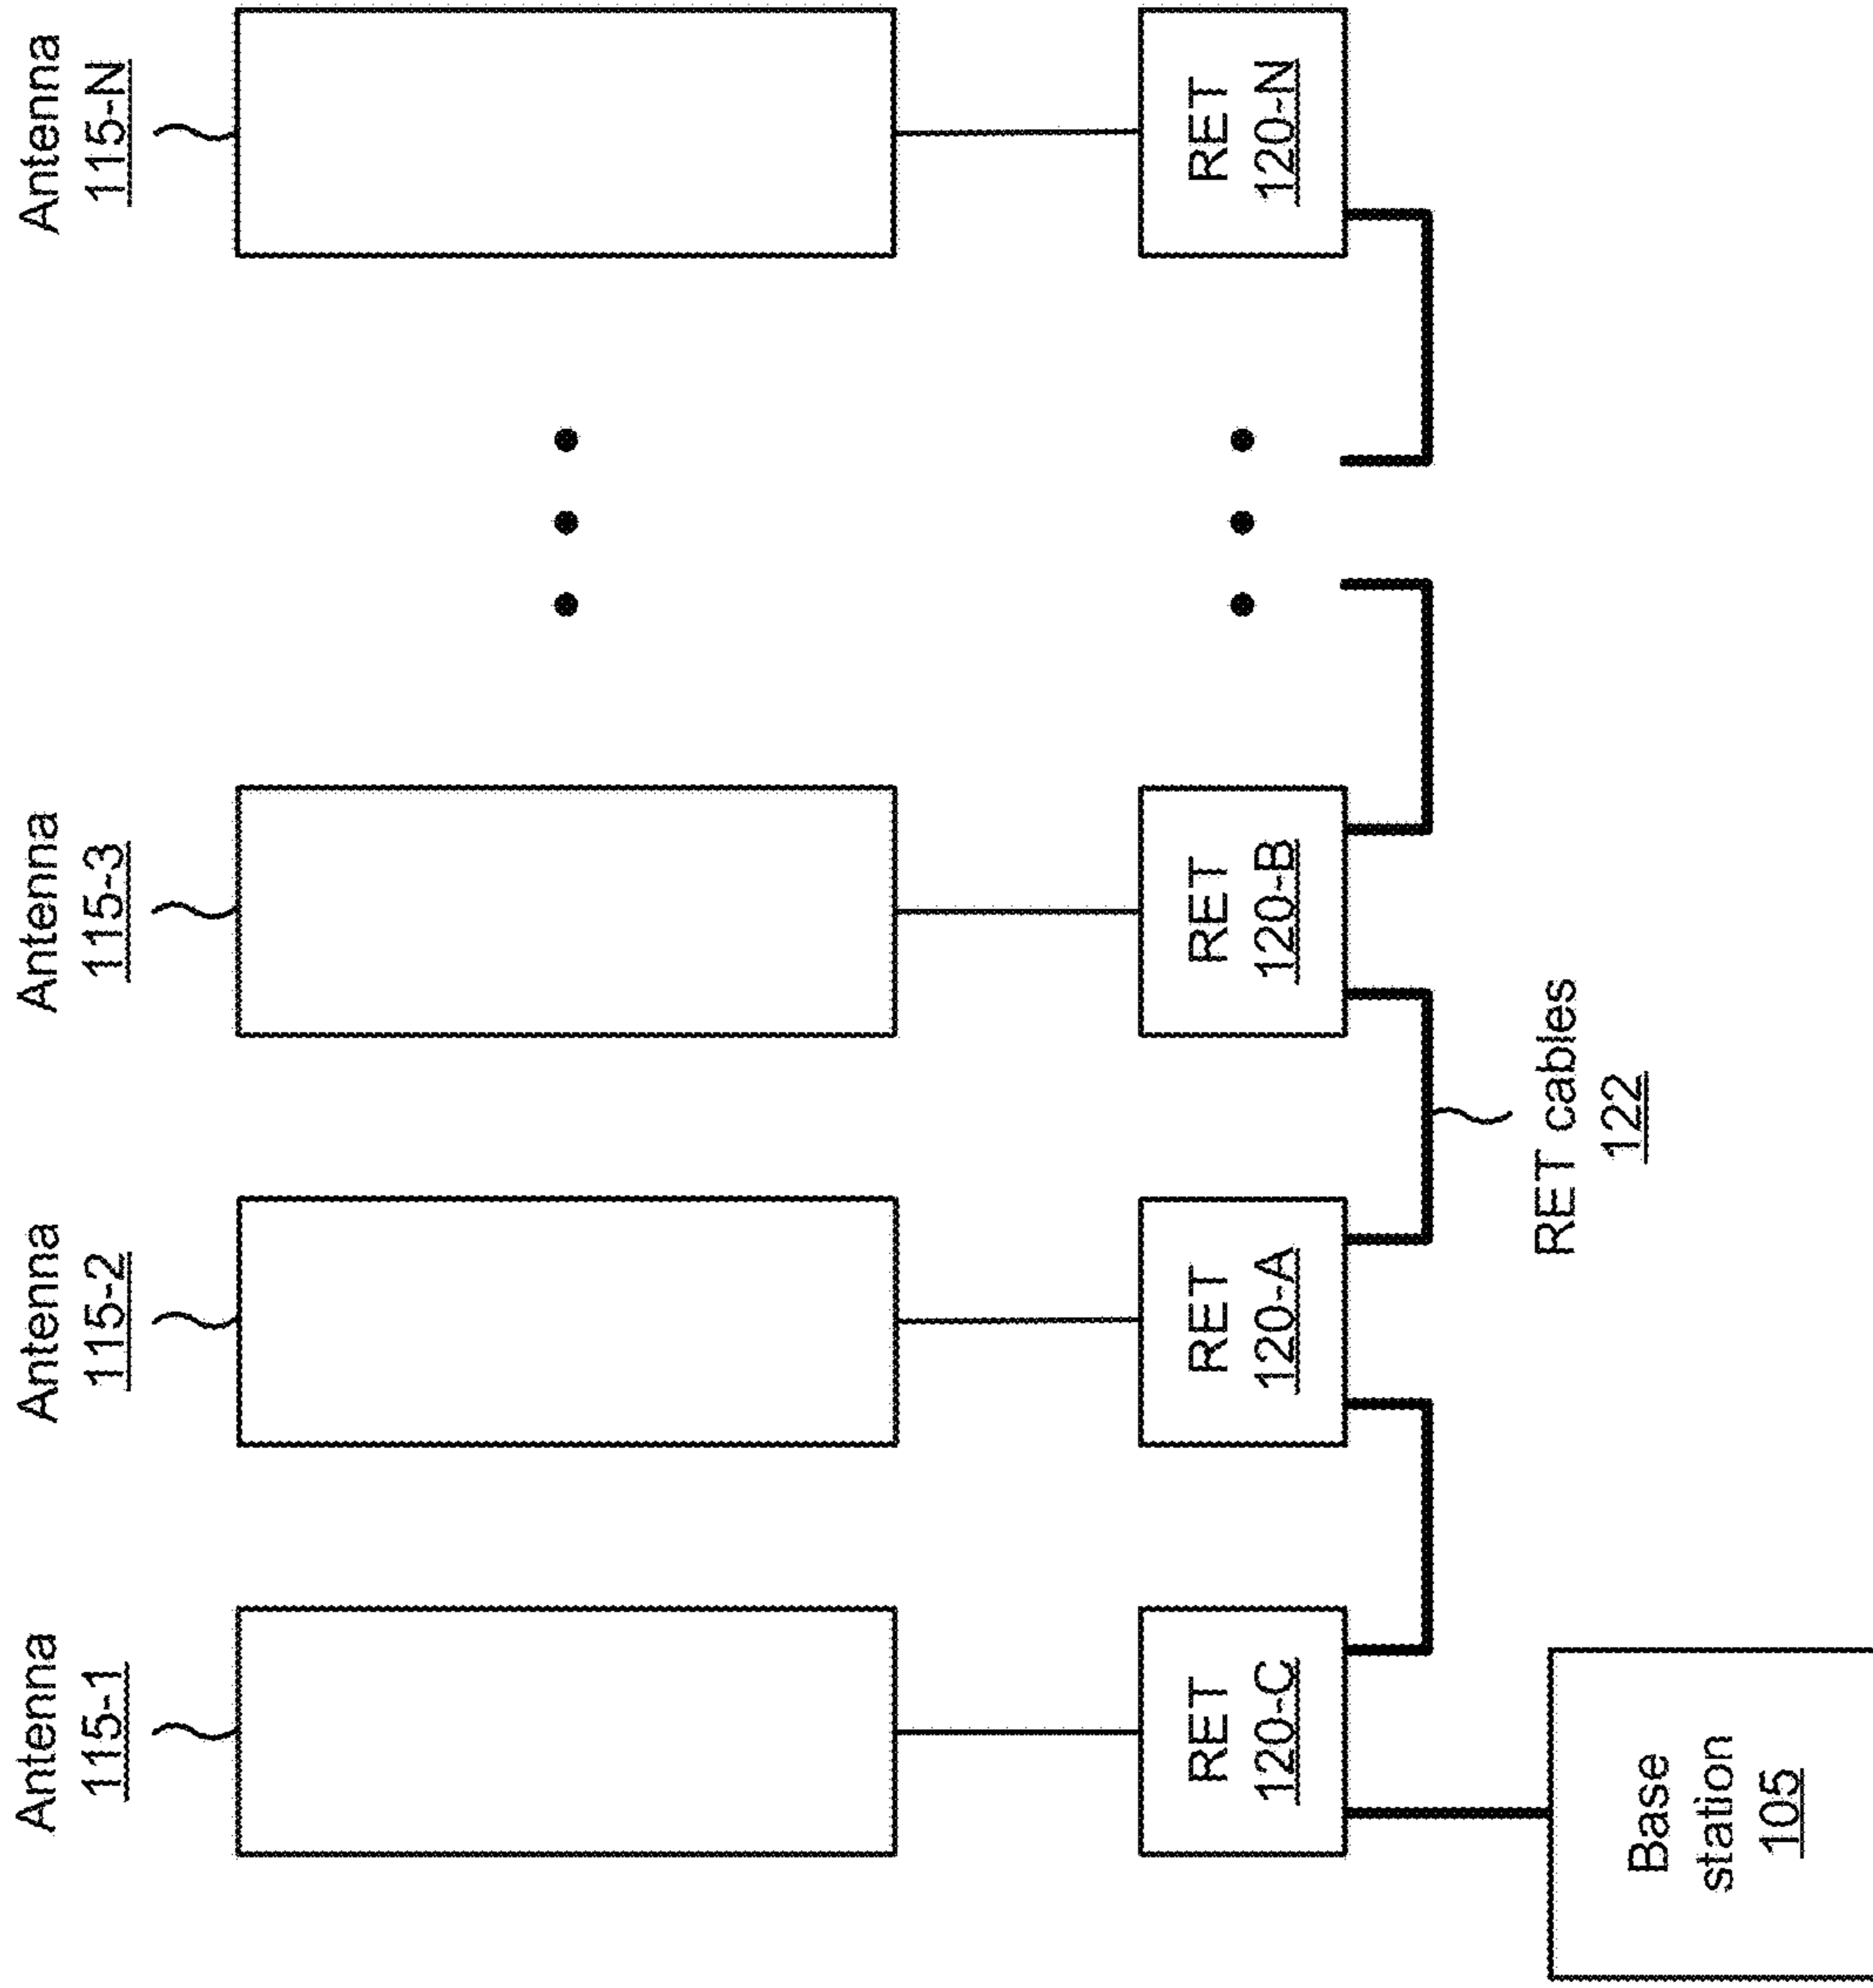 Antenna
115-1
Antenna
115-2
Antenna
115-3
Antenna
115-N
RET
120-C
RET
120-A
RET
120-B
RET
120-N
RET cables
122
Base
station
105